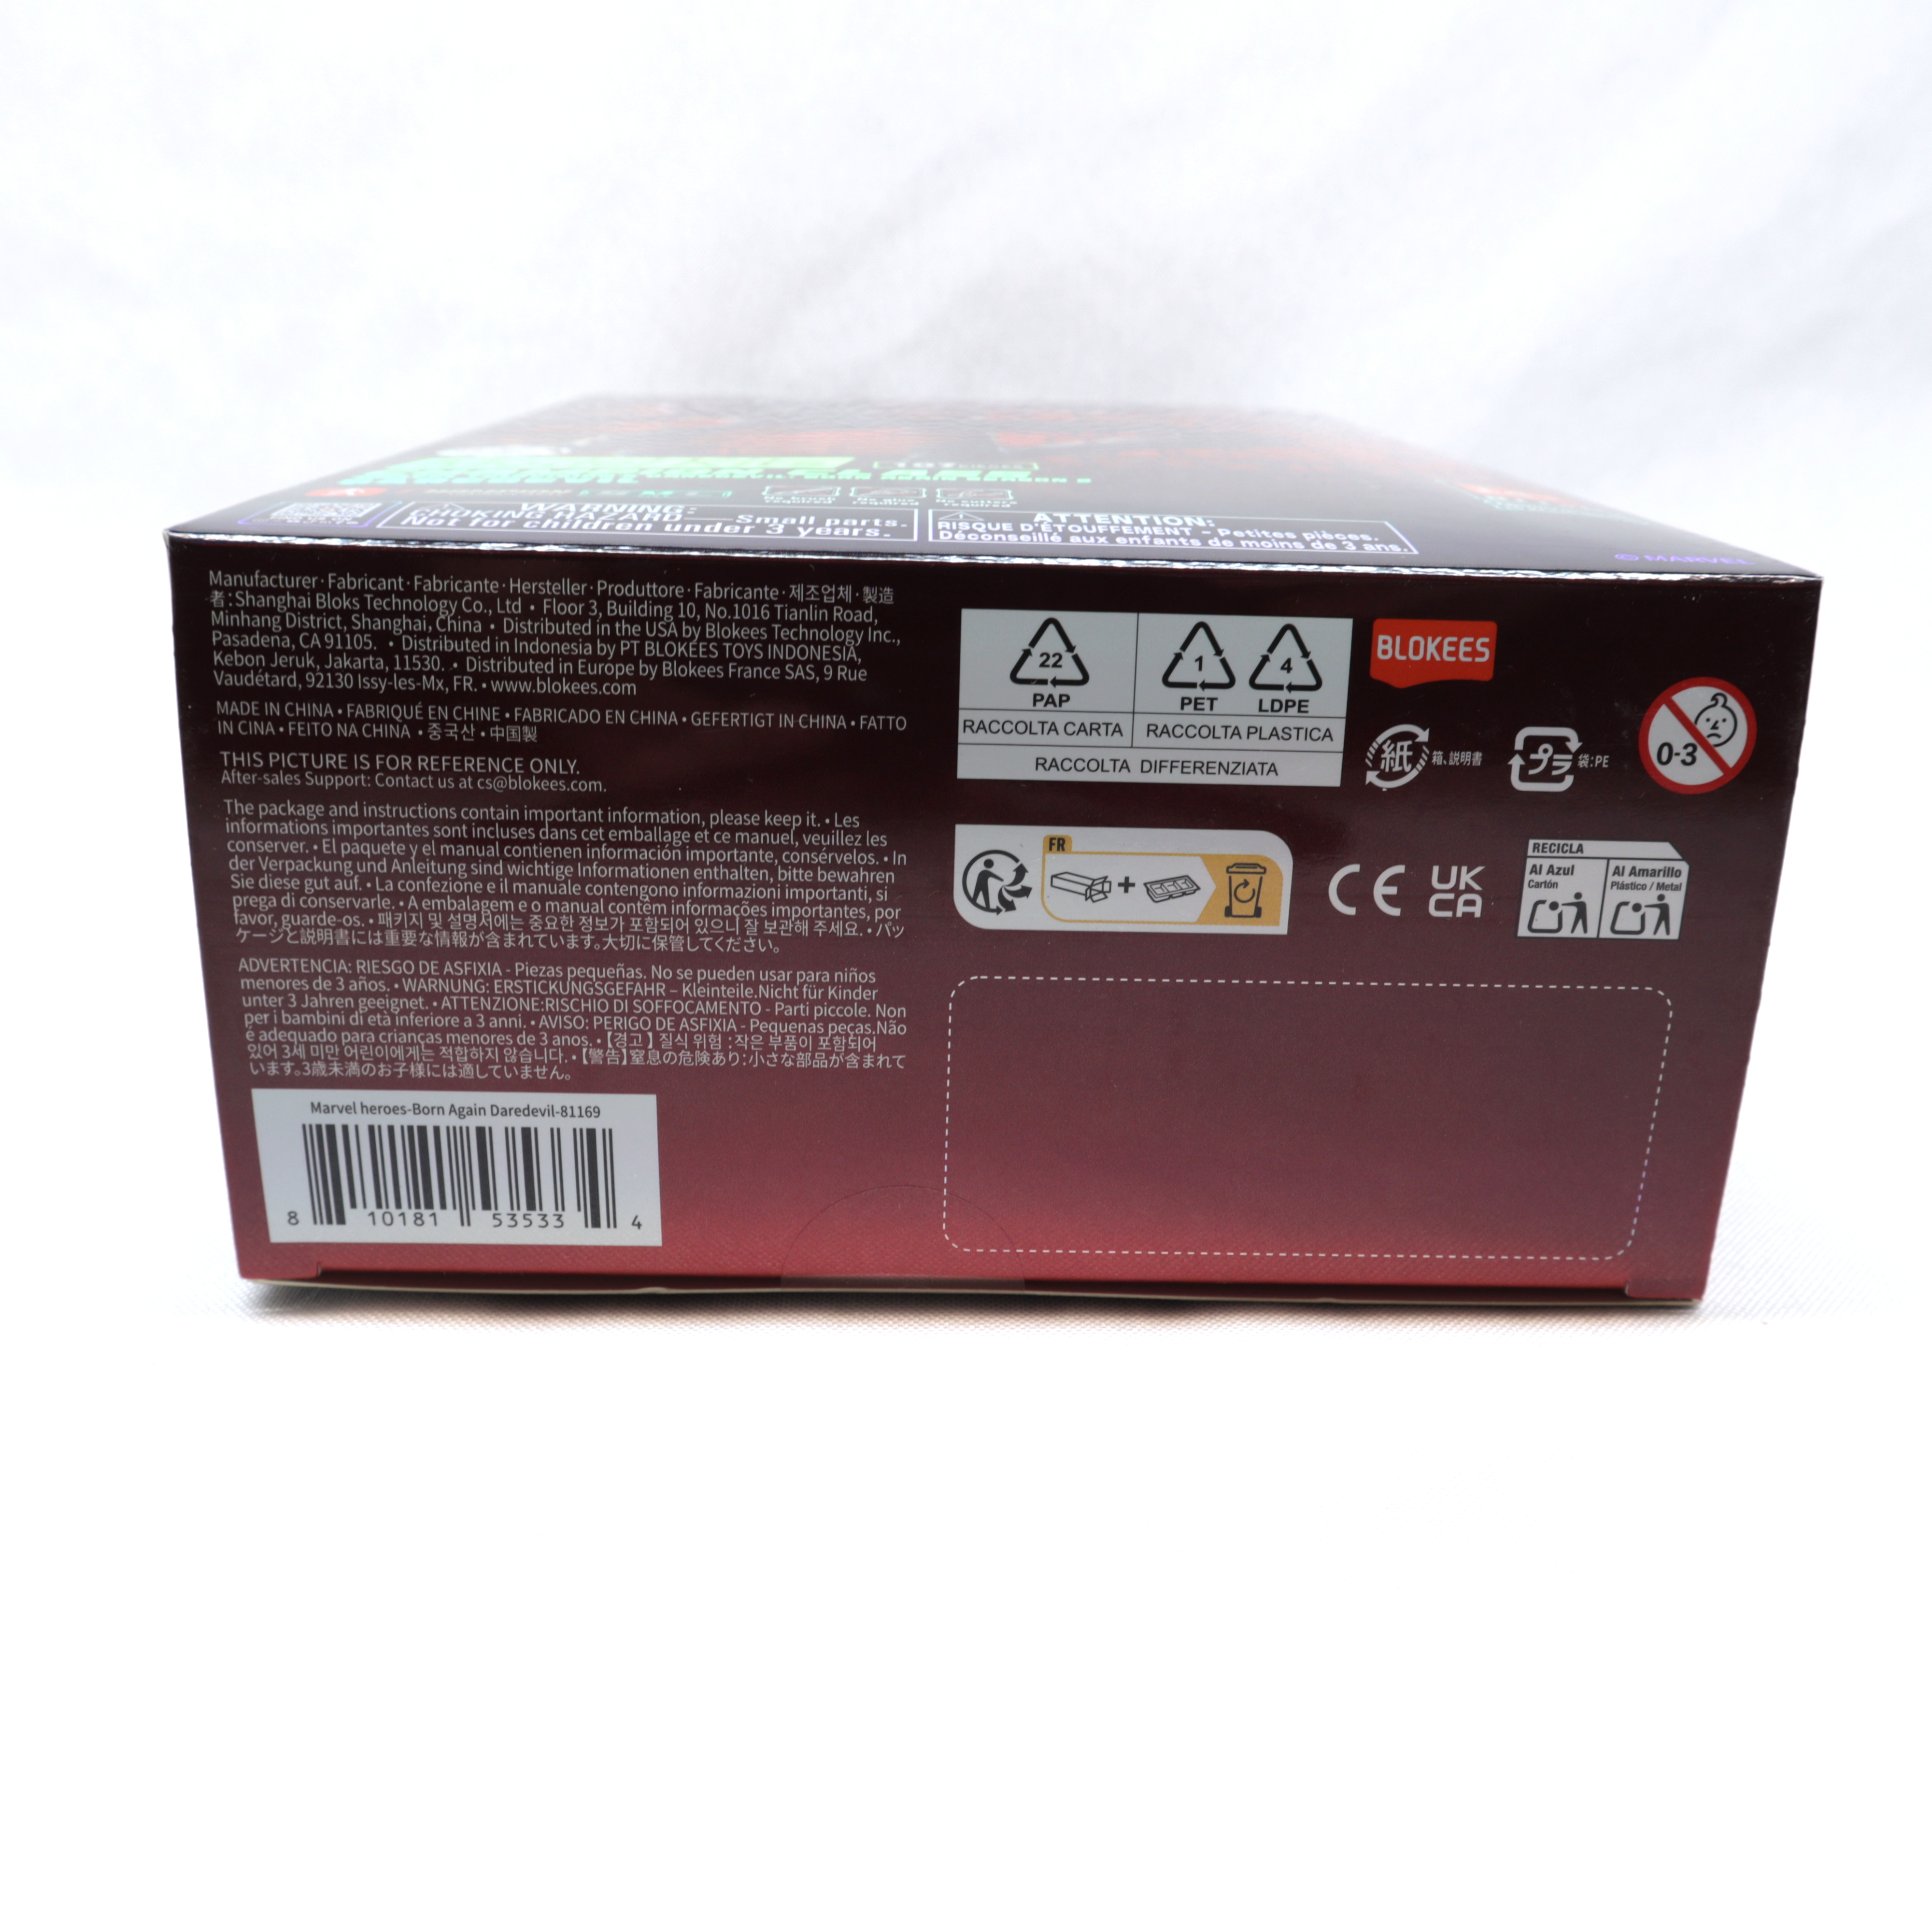 No brush required
No glue required
No cutters required
WARNING:
CHOKING HAZARD — Small parts.
Not for children under 3 years.
ATTENTION:
RISQUE D'ÉTOUFFEMENT - Petites pièces.
Déconseillé aux enfants de moins de 3 ans.
© MARVEL
Manufacturer · Fabricant · Fabricante · Hersteller · Produttore · Fabricante · 제조업체 · 製造
者:Shanghai Bloks Technology Co., Ltd • Floor 3, Building 10, No.1016 Tianlin Road,
Minhang District, Shanghai, China • Distributed in the USA by Blokees Technology Inc.,
Pasadena, CA 91105. • Distributed in Indonesia by PT BLOKEES TOYS INDONESIA,
Kebon Jeruk, Jakarta, 11530. • Distributed in Europe by Blokees France SAS, 9 Rue
Vaudétard, 92130 Issy-les-Mx, FR. • www.blokees.com
MADE IN CHINA • FABRIQUÉ EN CHINE • FABRICADO EN CHINA • GEFERTIGT IN CHINA • FATTO
IN CINA • FEITO NA CHINA • 중국산 • 中国製
THIS PICTURE IS FOR REFERENCE ONLY.
After-sales Support: Contact us at cs@blokees.com.
The package and instructions contain important information, please keep it. • Les
informations importantes sont incluses dans cet emballage et ce manuel, veuillez les
conserver. • El paquete y el manual contienen información importante, consérvelos. • In
der Verpackung und Anleitung sind wichtige Informationen enthalten, bitte bewahren
Sie diese gut auf. • La confezione e il manuale contengono informazioni importanti, si
prega di conservarle. • A embalagem e o manual contêm informações importantes, por
favor, guarde-os. • 패키지 및 설명서에는 중요한 정보가 포함되어 있으니 잘 보관해 주세요. • パッ
ケージと説明書には重要な情報が含まれています。大切に保管してください。
ADVERTENCIA: RIESGO DE ASFIXIA - Piezas pequeñas. No se pueden usar para niños
menores de 3 años. • WARNUNG: ERSTICKUNGSGEFAHR – Kleinteile.Nicht für Kinder
unter 3 Jahren geeignet. • ATTENZIONE:RISCHIO DI SOFFOCAMENTO - Parti piccole. Non
per i bambini di età inferiore a 3 anni. • AVISO: PERIGO DE ASFIXIA - Pequenas peças.Não
é adequado para crianças menores de 3 anos. • 【경고】 질식 위험 :작은 부품이 포함되어
있어 3세 미만 어린이에게는 적합하지 않습니다. • 【警告】窒息の危険あり:小さな部品が含まれて
います。3歳未満のお子様には適していません。
Marvel heroes-Born Again Daredevil-81169
8 10181 53533 4
22 1 4
PAP PET LDPE
RACCOLTA CARTA RACCOLTA PLASTICA
RACCOLTA DIFFERENZIATA
BLOKEES
紙 箱、説明書
プラ 袋:PE
0-3
FR
CE
UK
CA
RECICLA
Al Azul
Cartón
Al Amarillo
Plástico / Metal